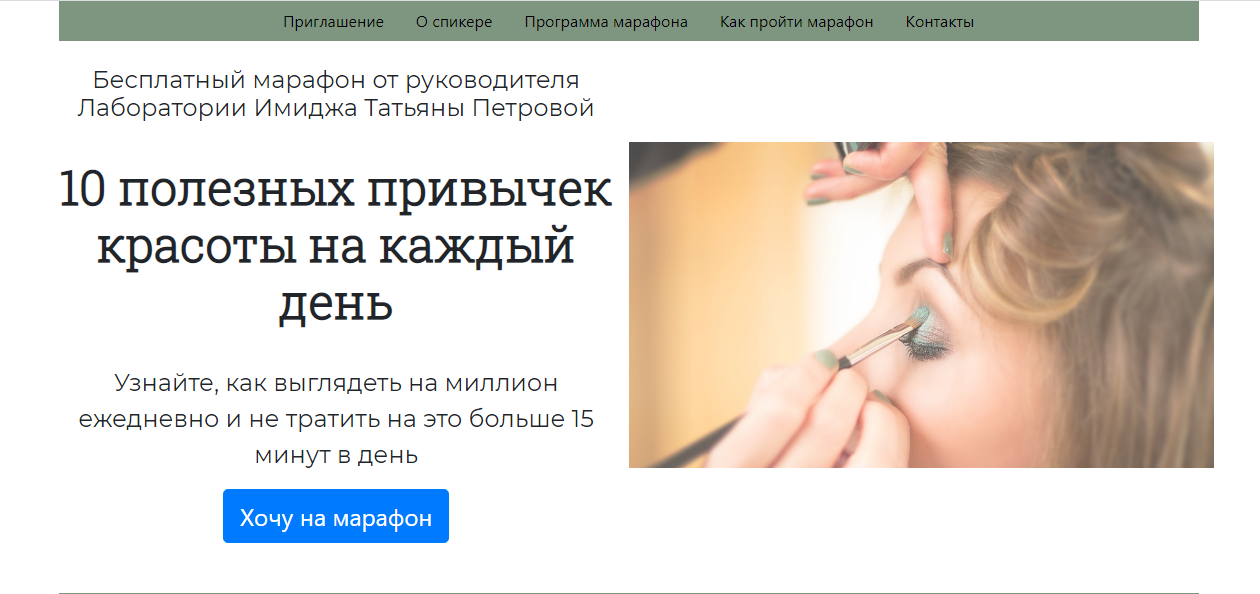 Приглашение О спикере Программа марафона Как пройти марафон Контакты
Бесплатный марафон от руководителя
Лаборатории Имиджа Татьяны Петровой
10 полезных привычек
красоты на каждый
день
Узнайте, как выглядеть на миллион
ежедневно и не тратить на это больше 15
минут в день
Хочу на марафон